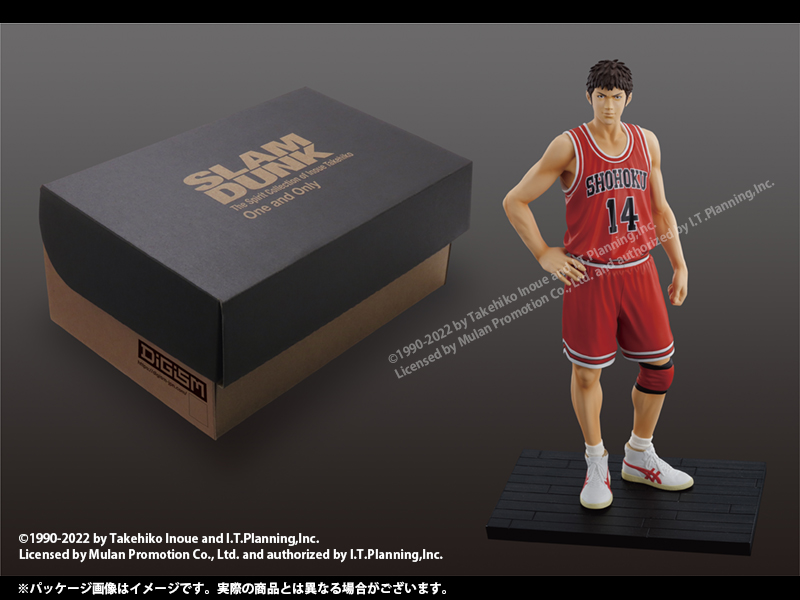 SLAM
DUNK
The Spirit Collection of Inoue Takehiko
One and Only
DiGiSM
SHOHOKU
14
©1990-2022 by Takehiko Inoue and I.T.Planning,Inc.
Licensed by Mulan Promotion Co., Ltd. and authorized by I.T.Planning,Inc.
©1990-2022 by Takehiko Inoue and I.T.Planning,Inc.
Licensed by Mulan Promotion Co., Ltd. and authorized by I.T.Planning,Inc.
※パッケージ画像はイメージです。実際の商品とは異なる場合がございます。